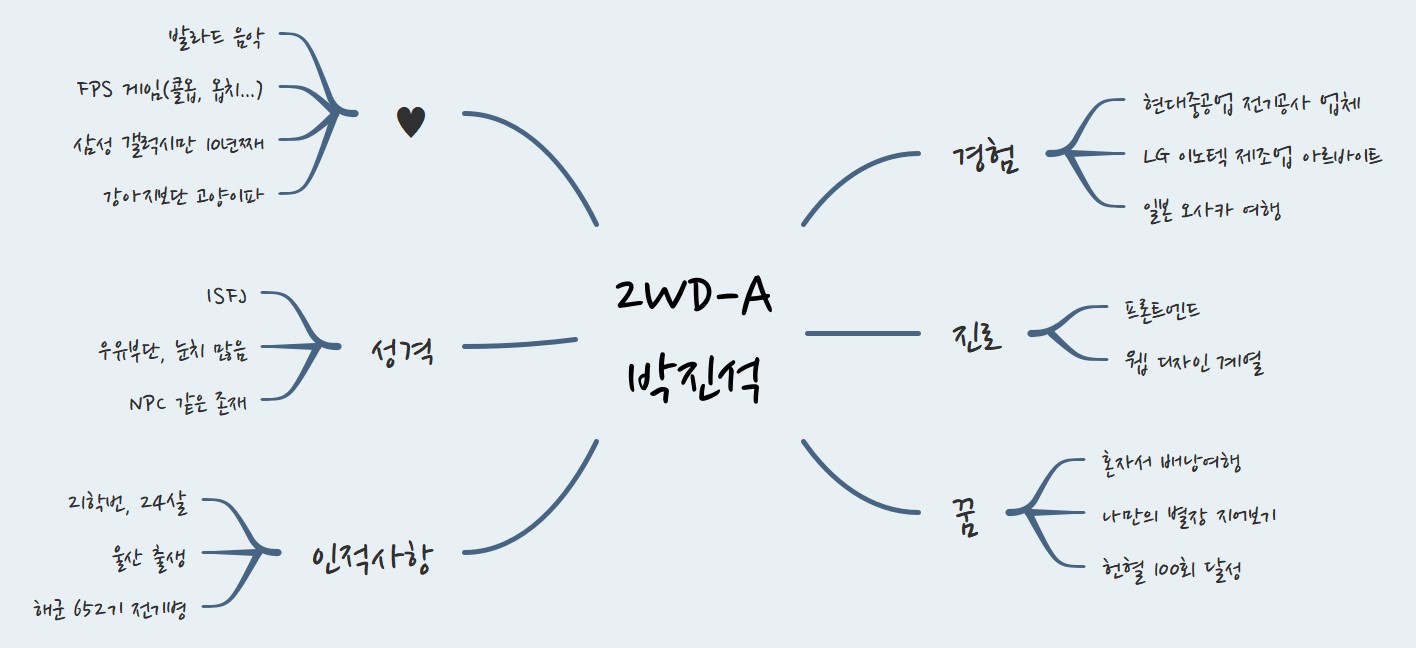 발라드 음악
FPS 게임(콜옵, 옵치...)
삼성 갤럭시만 10년째
강아지보단 고양이파
♥
ISFJ
우유부단, 눈치 많음
NPC 같은 존재
성격
21학번, 24살
울산 출생
해군 652기 전기병
인적사항
2WD-A
박진석
경험
현대중공업 전기공사 업체
LG 이노텍 제조업 아르바이트
일본 오사카 여행
진로
프론트엔드
웹 디자인 계열
꿈
혼자서 배낭여행
나만의 별장 지어보기
헌혈 100회 달성